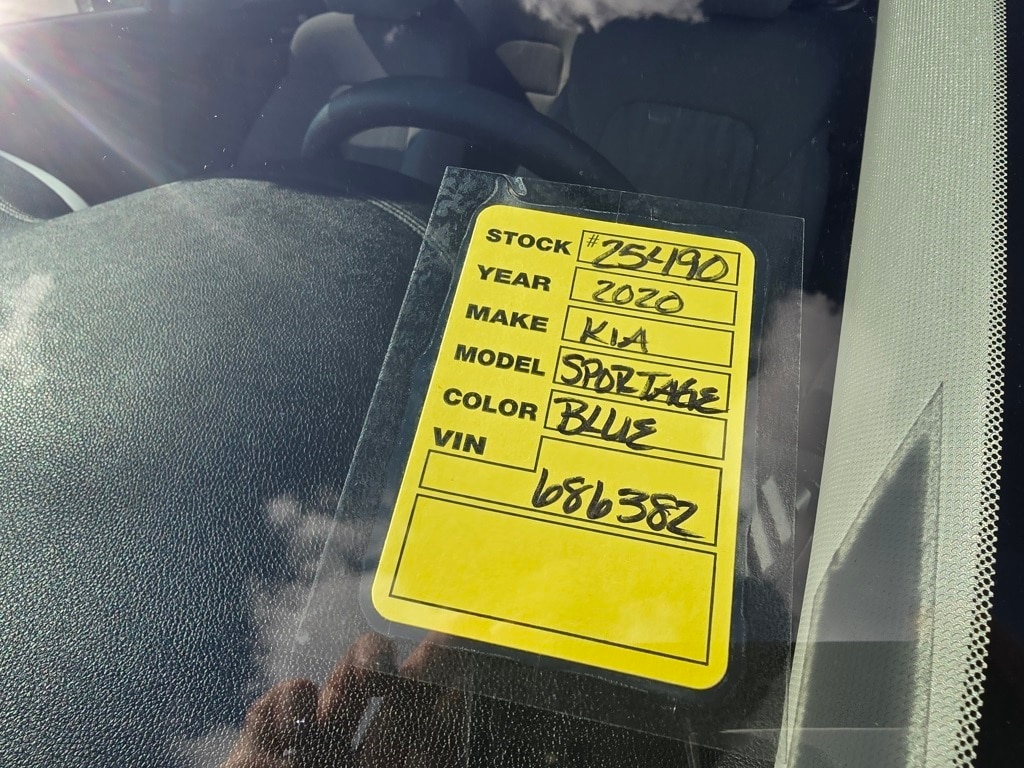 STOCK #25490
YEAR 2020
MAKE KIA
MODEL SPORTAGE
COLOR BLUE
VIN
686382